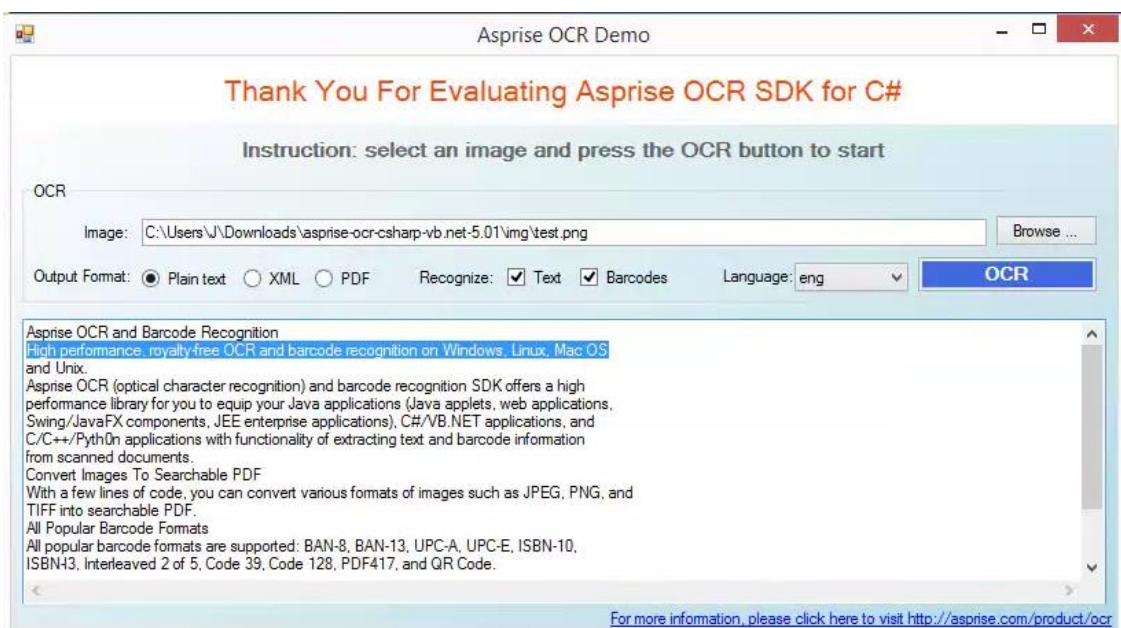 Asprise OCR Demo
Thank You For Evaluating Asprise OCR SDK for C#
Instruction: select an image and press the OCR button to start
OCR
Image: C:\Users\J\Downloads\asprise-ocr-csharp-vb.net-5.01\img\test.png Browse ...
Output Format: Plain text XML PDF Recognize: Text Barcodes Language: eng OCR
Asprise OCR and Barcode Recognition
High performance, royalty-free OCR and barcode recognition on Windows, Linux, Mac OS
and Unix.
Asprise OCR (optical character recognition) and barcode recognition SDK offers a high
performance library for you to equip your Java applications (Java applets, web applications,
Swing/JavaFX components, JEE enterprise applications), C#/VB.NET applications, and
C/C++/Pyth0n applications with functionality of extracting text and barcode information
from scanned documents.
Convert Images To Searchable PDF
With a few lines of code, you can convert various formats of images such as JPEG, PNG, and
TIFF into searchable PDF.
All Popular Barcode Formats
All popular barcode formats are supported: BAN-8, BAN-13, UPC-A, UPC-E, ISBN-10,
ISBN-I3, Interleaved 2 of 5, Code 39, Code 128, PDF417, and QR Code.
For more information, please click here to visit http://asprise.com/product/ocr